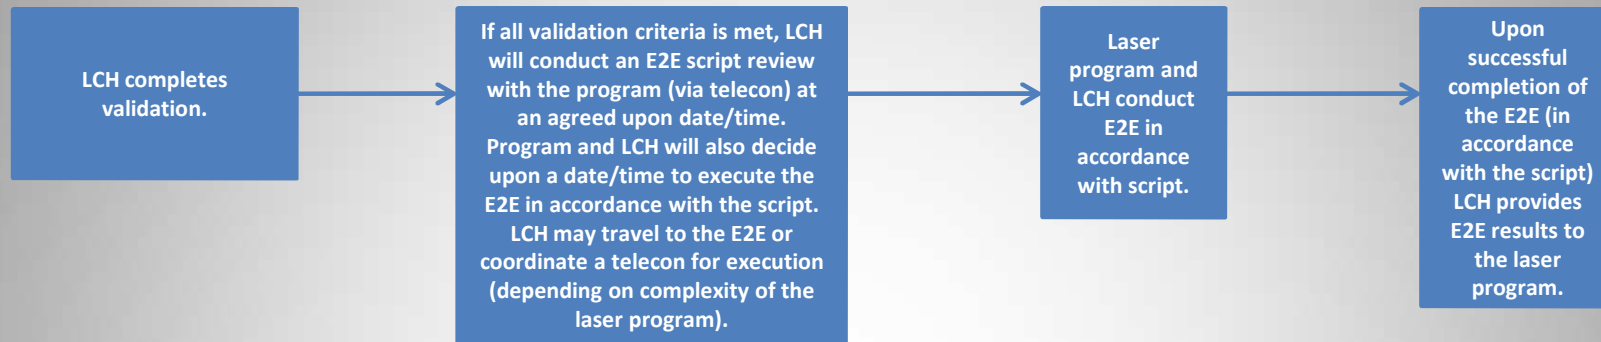 LCH completes
validation.
If all validation criteria is met, LCH
will conduct an E2E script review
with the program (via telecon) at
an agreed upon date/time.
Program and LCH will also decide
upon a date/time to execute the
E2E in accordance with the script.
LCH may travel to the E2E or
coordinate a telecon for execution
(depending on complexity of the
laser program).
Laser
program and
LCH conduct
E2E in
accordance
with script.
Upon
successful
completion of
the E2E (in
accordance
with the script)
LCH provides
E2E results to
the laser
program.